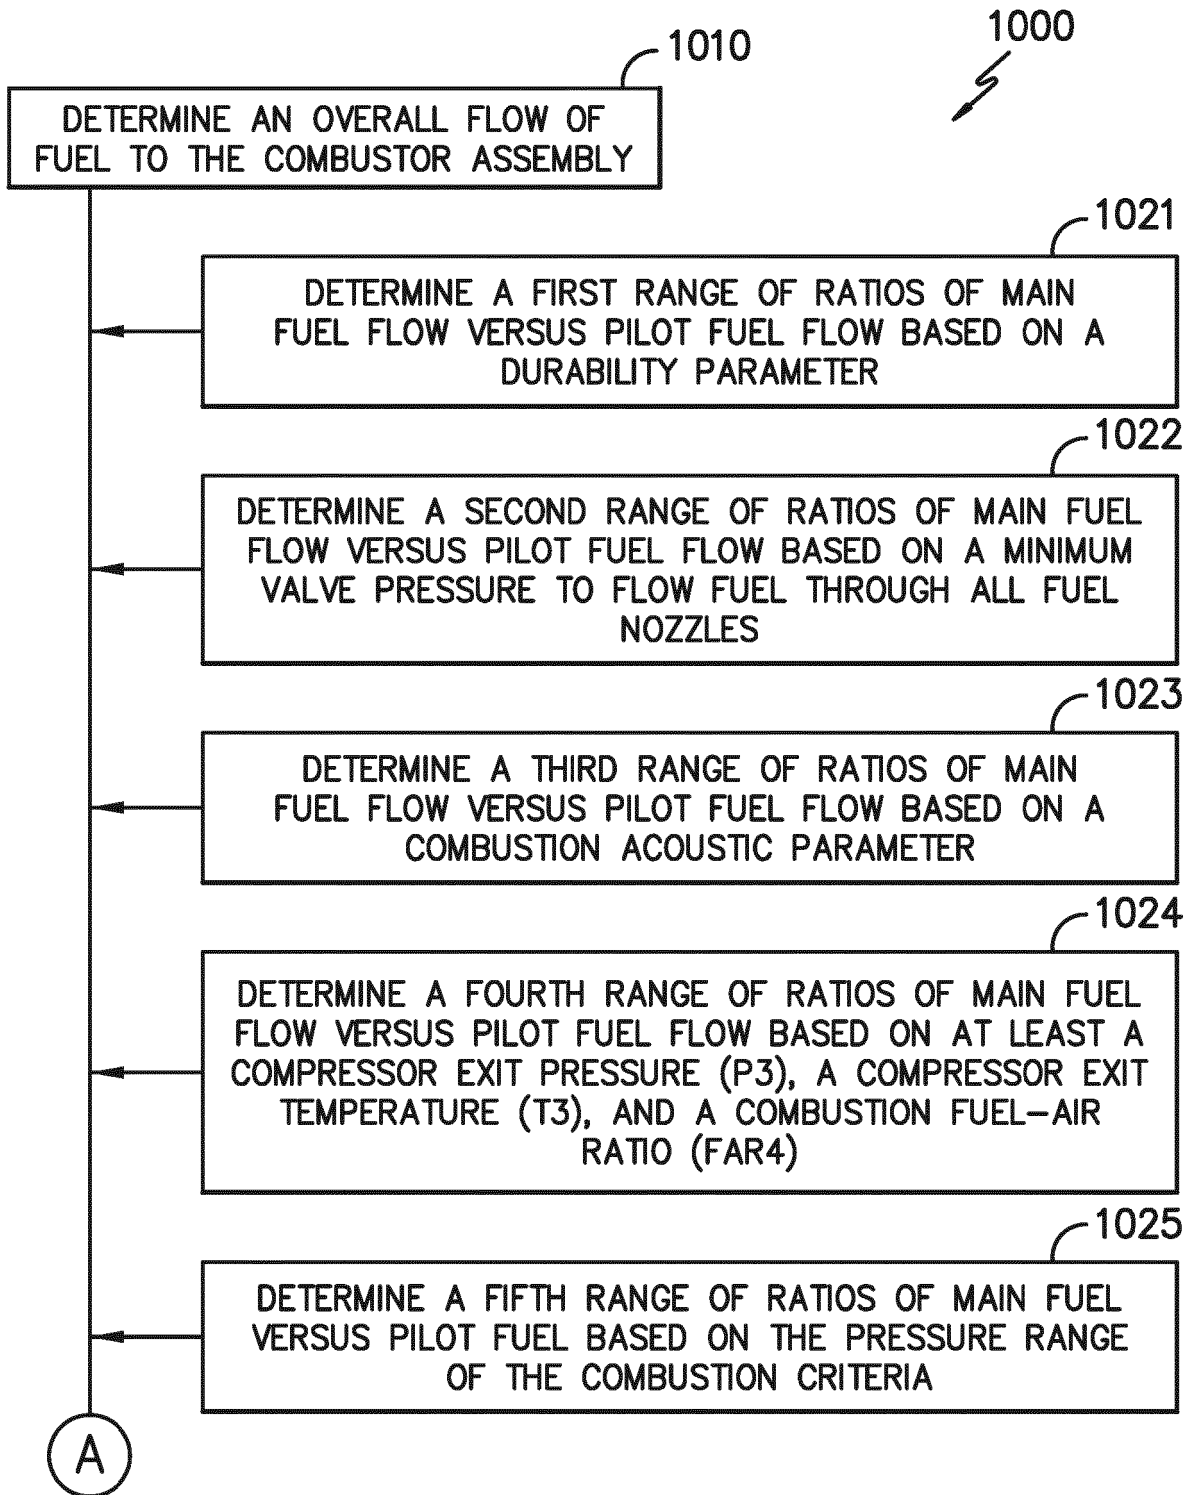 1000
1010
DETERMINE AN OVERALL FLOW OF
FUEL TO THE COMBUSTOR ASSEMBLY
1021
DETERMINE A FIRST RANGE OF RATIOS OF MAIN
FUEL FLOW VERSUS PILOT FUEL FLOW BASED ON A
DURABILITY PARAMETER
1022
DETERMINE A SECOND RANGE OF RATIOS OF MAIN FUEL
FLOW VERSUS PILOT FUEL FLOW BASED ON A MINIMUM
VALVE PRESSURE TO FLOW FUEL THROUGH ALL FUEL
NOZZLES
1023
DETERMINE A THIRD RANGE OF RATIOS OF MAIN
FUEL FLOW VERSUS PILOT FUEL FLOW BASED ON A
COMBUSTION ACOUSTIC PARAMETER
1024
DETERMINE A FOURTH RANGE OF RATIOS OF MAIN FUEL
FLOW VERSUS PILOT FUEL FLOW BASED ON AT LEAST A
COMPRESSOR EXIT PRESSURE (P3), A COMPRESSOR EXIT
TEMPERATURE (T3), AND A COMBUSTION FUEL-AIR
RATIO (FAR4)
1025
DETERMINE A FIFTH RANGE OF RATIOS OF MAIN FUEL
VERSUS PILOT FUEL BASED ON THE PRESSURE RANGE
OF THE COMBUSTION CRITERIA
A